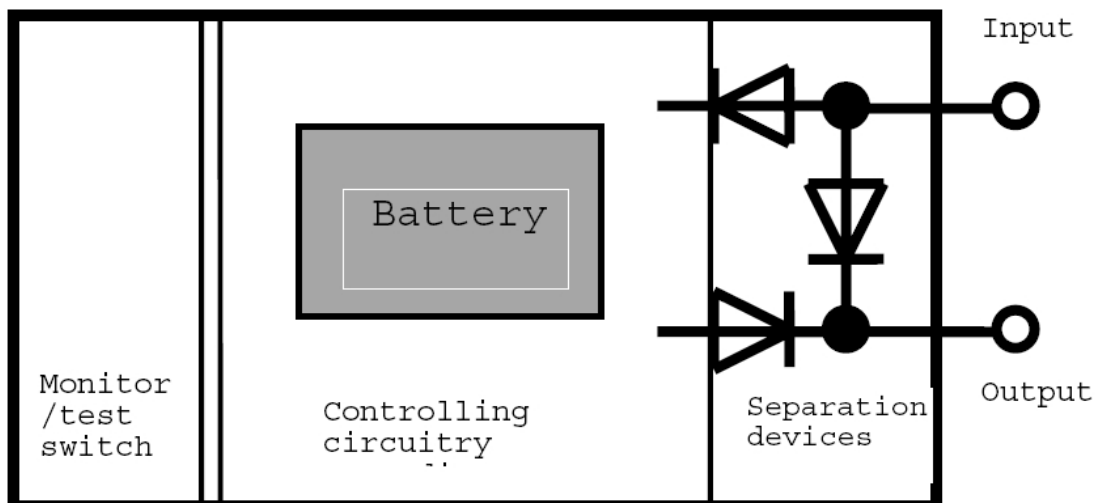 Input
Battery
Monitor
/test
switch
Controlling
circuitry
Separation
devices
Output